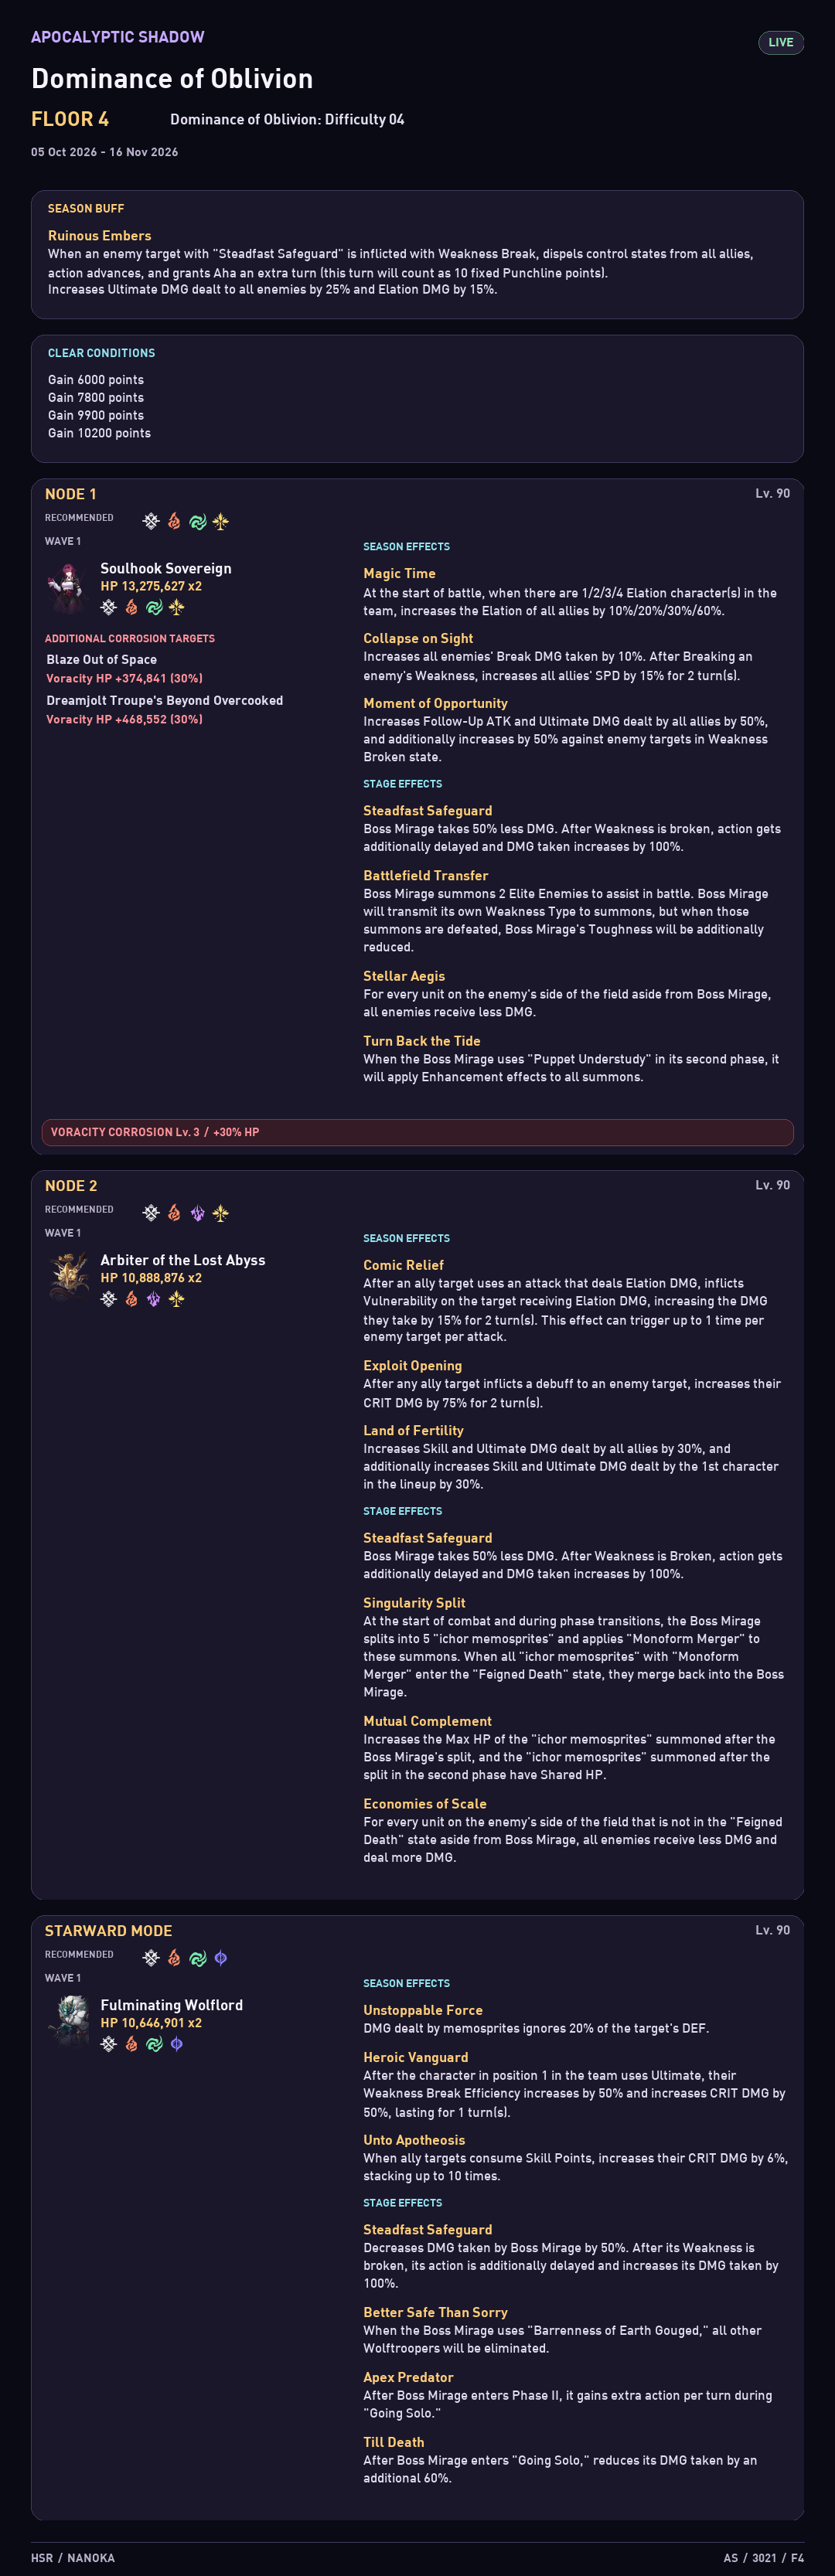 APOCALYPTIC SHADOW
LIVE
Dominance of Oblivion
FLOOR 4
Dominance of Oblivion: Difficulty 04
05 Oct 2026 - 16 Nov 2026
SEASON BUFF
Ruinous Embers
When an enemy target with "Steadfast Safeguard" is inflicted with Weakness Break, dispels control states from all allies,
action advances, and grants Aha an extra turn (this turn will count as 10 fixed Punchline points).
Increases Ultimate DMG dealt to all enemies by 25% and Elation DMG by 15%.
CLEAR CONDITIONS
Gain 6000 points
Gain 7800 points
Gain 9900 points
Gain 10200 points
NODE 1
Lv. 90
RECOMMENDED
WAVE 1
Soulhook Sovereign
HP 13,275,627 x2
ADDITIONAL CORROSION TARGETS
Blaze Out of Space
Voracity HP +374,841 (30%)
Dreamjolt Troupe's Beyond Overcooked
Voracity HP +468,552 (30%)
SEASON EFFECTS
Magic Time
At the start of battle, when there are 1/2/3/4 Elation character(s) in the
team, increases the Elation of all allies by 10%/20%/30%/60%.
Collapse on Sight
Increases all enemies' Break DMG taken by 10%. After Breaking an
enemy's Weakness, increases all allies' SPD by 15% for 2 turn(s).
Moment of Opportunity
Increases Follow-Up ATK and Ultimate DMG dealt by all allies by 50%,
and additionally increases by 50% against enemy targets in Weakness
Broken state.
STAGE EFFECTS
Steadfast Safeguard
Boss Mirage takes 50% less DMG. After Weakness is broken, action gets
additionally delayed and DMG taken increases by 100%.
Battlefield Transfer
Boss Mirage summons 2 Elite Enemies to assist in battle. Boss Mirage
will transmit its own Weakness Type to summons, but when those
summons are defeated, Boss Mirage's Toughness will be additionally
reduced.
Stellar Aegis
For every unit on the enemy's side of the field aside from Boss Mirage,
all enemies receive less DMG.
Turn Back the Tide
When the Boss Mirage uses "Puppet Understudy" in its second phase, it
will apply Enhancement effects to all summons.
VORACITY CORROSION Lv. 3 / +30% HP
NODE 2
Lv. 90
RECOMMENDED
WAVE 1
Arbiter of the Lost Abyss
HP 10,888,876 x2
SEASON EFFECTS
Comic Relief
After an ally target uses an attack that deals Elation DMG, inflicts
Vulnerability on the target receiving Elation DMG, increasing the DMG
they take by 15% for 2 turn(s). This effect can trigger up to 1 time per
enemy target per attack.
Exploit Opening
After any ally target inflicts a debuff to an enemy target, increases their
CRIT DMG by 75% for 2 turn(s).
Land of Fertility
Increases Skill and Ultimate DMG dealt by all allies by 30%, and
additionally increases Skill and Ultimate DMG dealt by the 1st character
in the lineup by 30%.
STAGE EFFECTS
Steadfast Safeguard
Boss Mirage takes 50% less DMG. After Weakness is Broken, action gets
additionally delayed and DMG taken increases by 100%.
Singularity Split
At the start of combat and during phase transitions, the Boss Mirage
splits into 5 "ichor memosprites" and applies "Monoform Merger" to
these summons. When all "ichor memosprites" with "Monoform
Merger" enter the "Feigned Death" state, they merge back into the Boss
Mirage.
Mutual Complement
Increases the Max HP of the "ichor memosprites" summoned after the
Boss Mirage's split, and the "ichor memosprites" summoned after the
split in the second phase have Shared HP.
Economies of Scale
For every unit on the enemy's side of the field that is not in the "Feigned
Death" state aside from Boss Mirage, all enemies receive less DMG and
deal more DMG.
STARWARD MODE
Lv. 90
RECOMMENDED
WAVE 1
Fulminating Wolflord
HP 10,646,901 x2
SEASON EFFECTS
Unstoppable Force
DMG dealt by memosprites ignores 20% of the target's DEF.
Heroic Vanguard
After the character in position 1 in the team uses Ultimate, their
Weakness Break Efficiency increases by 50% and increases CRIT DMG by
50%, lasting for 1 turn(s).
Unto Apotheosis
When ally targets consume Skill Points, increases their CRIT DMG by 6%,
stacking up to 10 times.
STAGE EFFECTS
Steadfast Safeguard
Decreases DMG taken by Boss Mirage by 50%. After its Weakness is
broken, its action is additionally delayed and increases its DMG taken by
100%.
Better Safe Than Sorry
When the Boss Mirage uses "Barrenness of Earth Gouged," all other
Wolftroopers will be eliminated.
Apex Predator
After Boss Mirage enters Phase II, it gains extra action per turn during
"Going Solo."
Till Death
After Boss Mirage enters "Going Solo," reduces its DMG taken by an
additional 60%.
HSR / NANOKA
AS / 3021 / F4